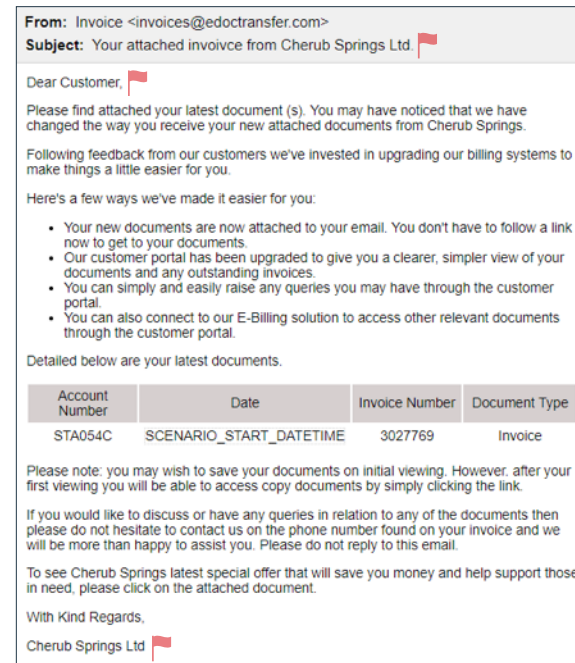 From: Invoice <invoices@edoctransfer.com>
Subject: Your attached invoivce from Cherub Springs Ltd.
Dear Customer,
Please find attached your latest document (s). You may have noticed that we have
changed the way you receive your new attached documents from Cherub Springs.
Following feedback from our customers we've invested in upgrading our billing systems to
make things a little easier for you.
Here's a few ways we've made it easier for you:
• Your new documents are now attached to your email. You don't have to follow a link
now to get to your documents.
• Our customer portal has been upgraded to give you a clearer, simpler view of your
documents and any outstanding invoices.
• You can simply and easily raise any queries you may have through the customer
portal.
• You can also connect to our E-Billing solution to access other relevant documents
through the customer portal.
Detailed below are your latest documents.
Account Number Date Invoice Number Document Type
STA054C SCENARIO_START_DATETIME 3027769 Invoice
Please note: you may wish to save your documents on initial viewing. However. after your
first viewing you will be able to access copy documents by simply clicking the link.
If you would like to discuss or have any queries in relation to any of the documents then
please do not hesitate to contact us on the phone number found on your invoice and we
will be more than happy to assist you. Please do not reply to this email.
To see Cherub Springs latest special offer that will save you money and help support those
in need, please click on the attached document.
With Kind Regards,
Cherub Springs Ltd